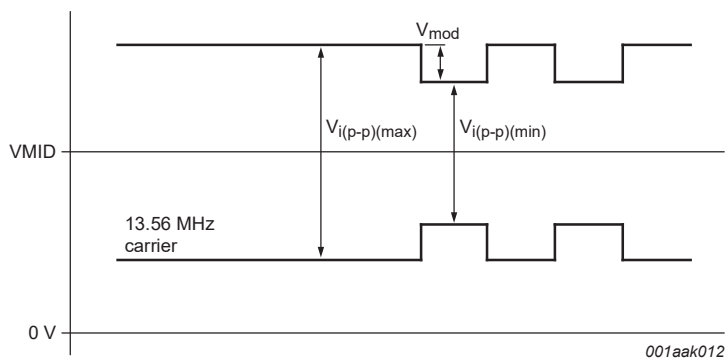 Vmod
Vi(p-p)(max)
Vi(p-p)(min)
VMID
13.56 MHz
carrier
0 V
001aak012